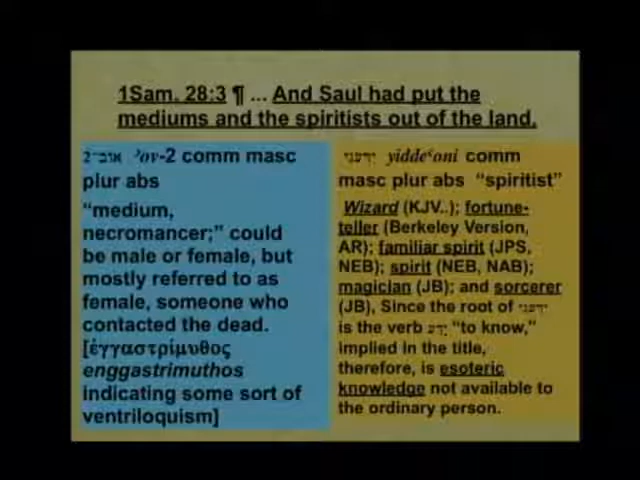 1Sam. 28:3 ¶ ... And Saul had put the
mediums and the spiritists out of the land.
אוֹב־2 ʾov-2 comm masc
plur abs
“medium,
necromancer;” could
be male or female, but
mostly referred to as
female, someone who
contacted the dead.
[ἐγγαστρίμυθος
enggastrimuthos
indicating some sort of
ventriloquism]
יִדְּעֹנִי yiddeʿoni comm
masc plur abs “spiritist”
Wizard (KJV..); fortune-
teller (Berkeley Version,
AR); familiar spirit (JPS,
NEB); spirit (NEB, NAB);
magician (JB); and sorcerer
(JB), Since the root of יִדְּעֹנִי
is the verb יָדַע “to know,”
implied in the title,
therefore, is esoteric
knowledge not available to
the ordinary person.